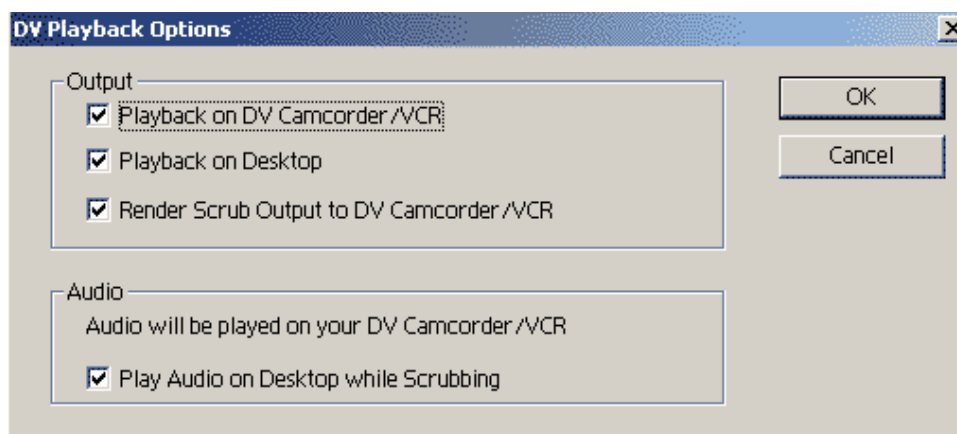 DV Playback Options
Output
Playback on DV Camcorder/VCR
Playback on Desktop
Render Scrub Output to DV Camcorder/VCR
OK
Cancel
Audio
Audio will be played on your DV Camcorder/VCR
Play Audio on Desktop while Scrubbing